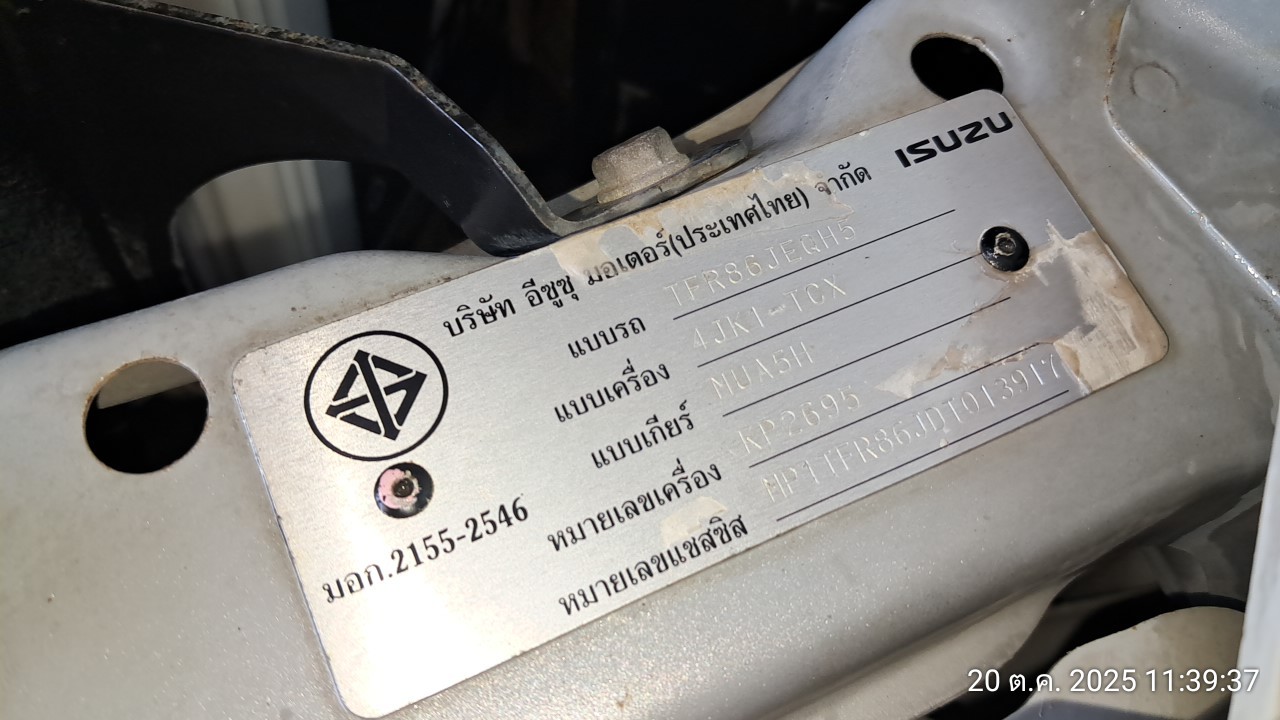 ISUZU
บริษัท อีซูซุ มอเตอร์(ประเทศไทย) จำกัด
แบบรถ TFR86JEGH5
แบบเครื่อง 4JK1-TCX
แบบเกียร์ MUA5H
หมายเลขเครื่อง KP2695
หมายเลขแชสซิส MP1TFR86JDT013917
มอก.2155-2546
20 ต.ค. 2025 11:39:37